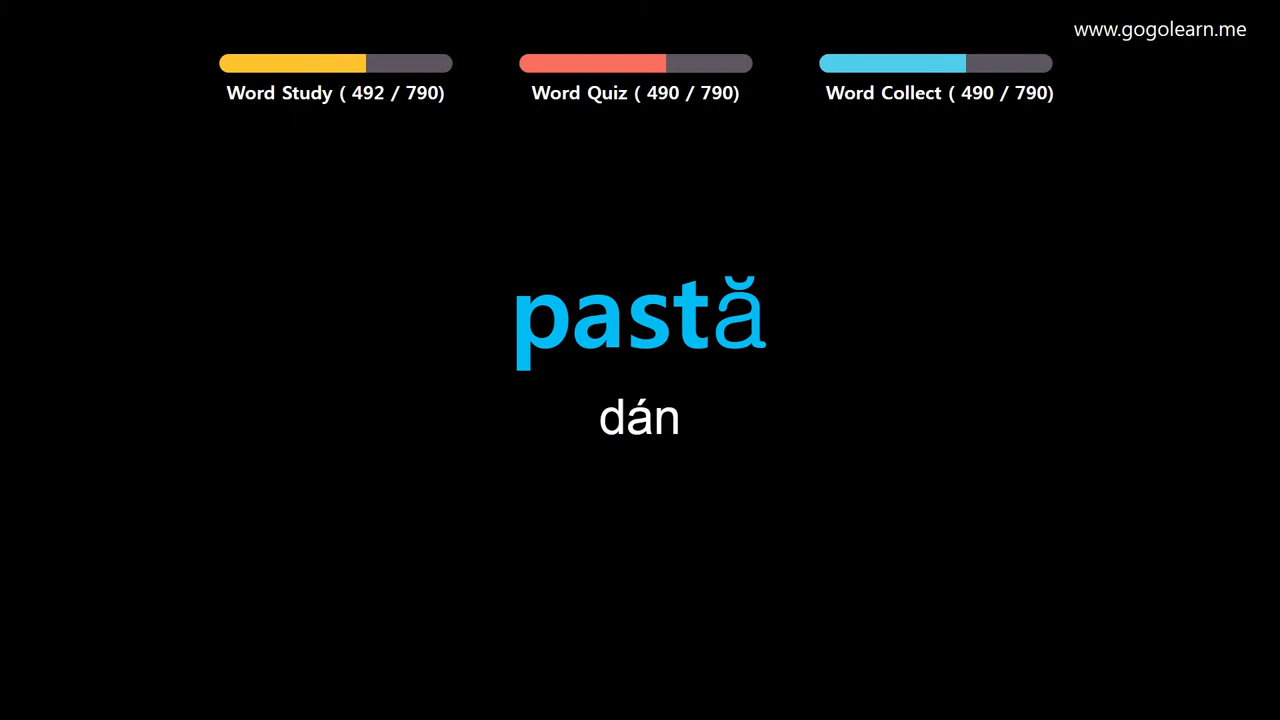 www.gogolearn.me
Word Study ( 492 / 790)
Word Quiz ( 490 / 790)
Word Collect ( 490 / 790)
pastă
dán